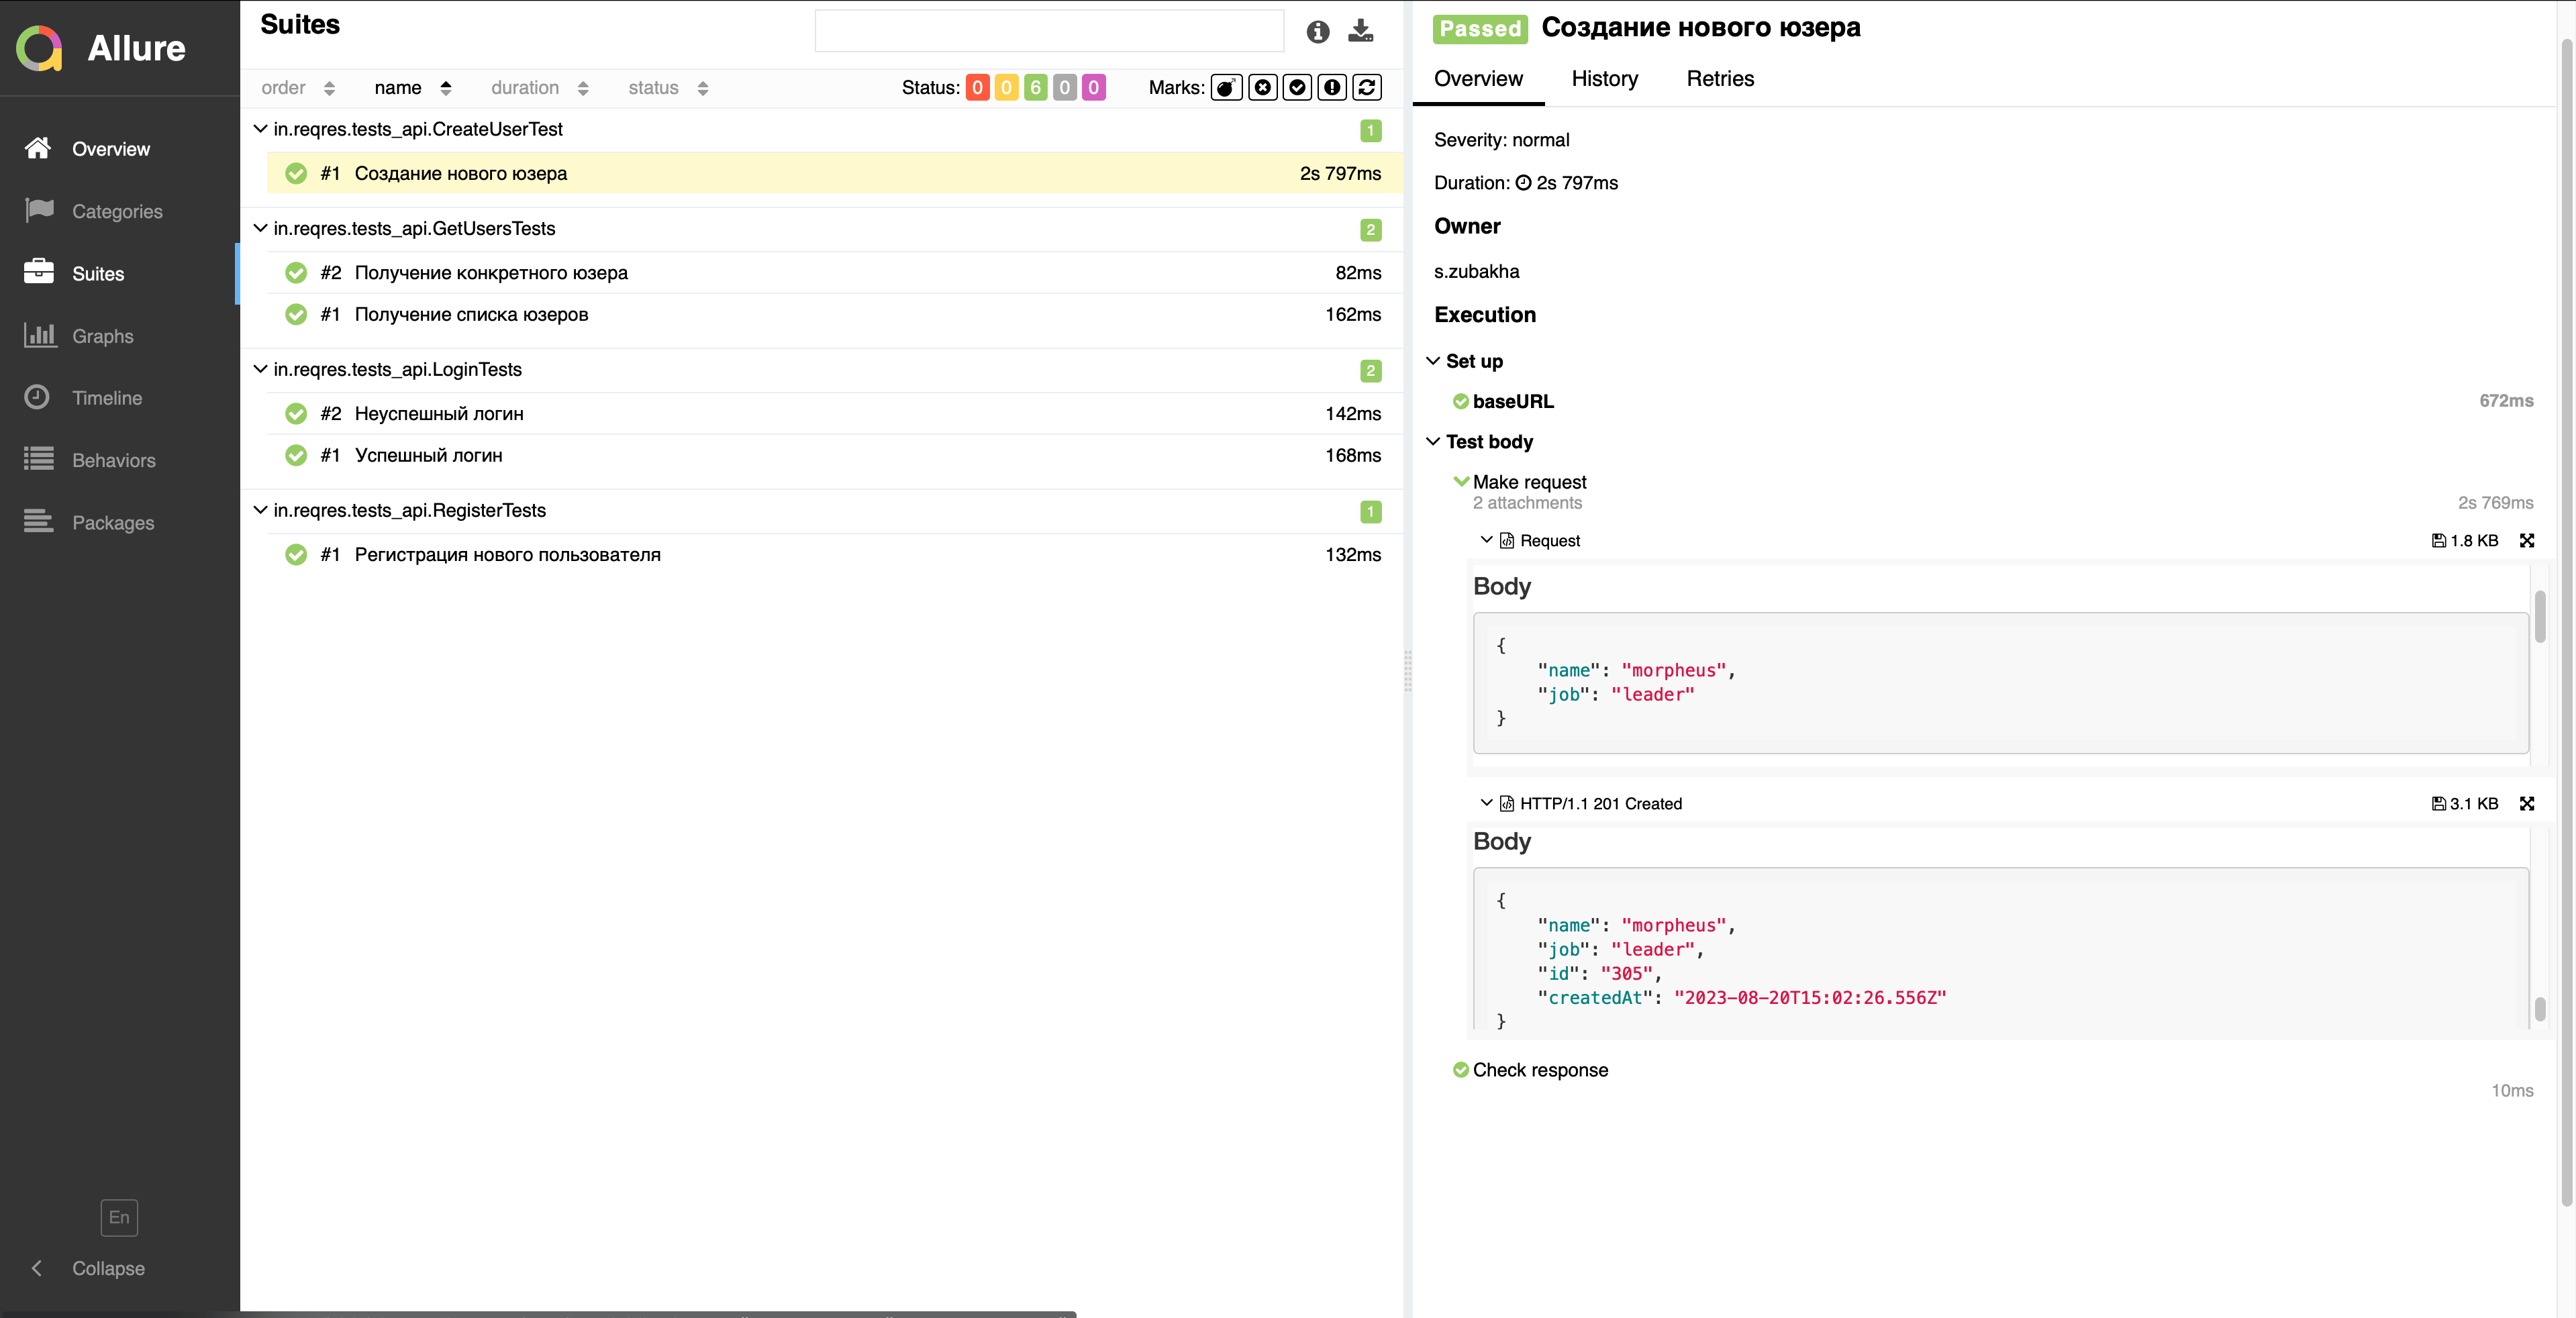 Allure
Overview
Categories
Suites
Graphs
Timeline
Behaviors
Packages
En
Collapse
Suites
order name duration status Status: 0 0 6 0 0 Marks:
in.reqres.tests_api.CreateUserTest 1
#1 Создание нового юзера 2s 797ms
in.reqres.tests_api.GetUsersTests 2
#2 Получение конкретного юзера 82ms
#1 Получение списка юзеров 162ms
in.reqres.tests_api.LoginTests 2
#2 Неуспешный логин 142ms
#1 Успешный логин 168ms
in.reqres.tests_api.RegisterTests 1
#1 Регистрация нового пользователя 132ms
Passed Создание нового юзера
Overview History Retries
Severity: normal
Duration: 2s 797ms
Owner
s.zubakha
Execution
Set up
baseURL 672ms
Test body
Make request
2 attachments 2s 769ms
Request 1.8 KB
Body
{
"name": "morpheus",
"job": "leader"
}
HTTP/1.1 201 Created 3.1 KB
Body
{
"name": "morpheus",
"job": "leader",
"id": "305",
"createdAt": "2023-08-20T15:02:26.556Z"
}
Check response
10ms